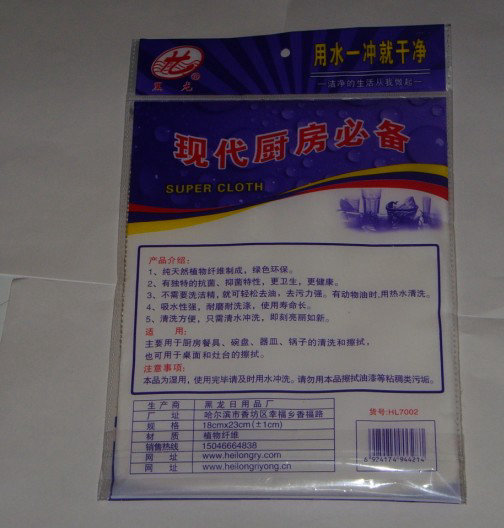 黑龙®
用水一冲就干净
—洁净的生活从我做起—
现代厨房必备
SUPER CLOTH
产品介绍：
1、纯天然植物纤维制成，绿色环保。
2、有独特的抗菌、抑菌特性，更卫生，更健康。
3、不需要洗洁精，就可轻松去油，去污力强。有动物油时，用热水清洗。
4、吸水性强，耐磨耐洗涤，使用寿命长。
5、清洗方便，只需清水冲洗，即刻亮丽如新。
适 用：
主要用于厨房餐具、碗盘、器皿、锅子的清洗和擦拭，
也可用于桌面和灶台的擦拭。
注意事项：
本品为湿用，使用完毕请及时用水冲洗。请勿用本品擦拭油漆等粘稠类污垢。
生产商 黑龙日用品厂
厂址 哈尔滨市香坊区幸福乡香福路
规格 18cmx23cm(±1cm)
材质 植物纤维
销售热线 15046664838
网址 www.heilongry.com
网址 www.heilongriyong.cn
货号:HL7002
6 924174 944214